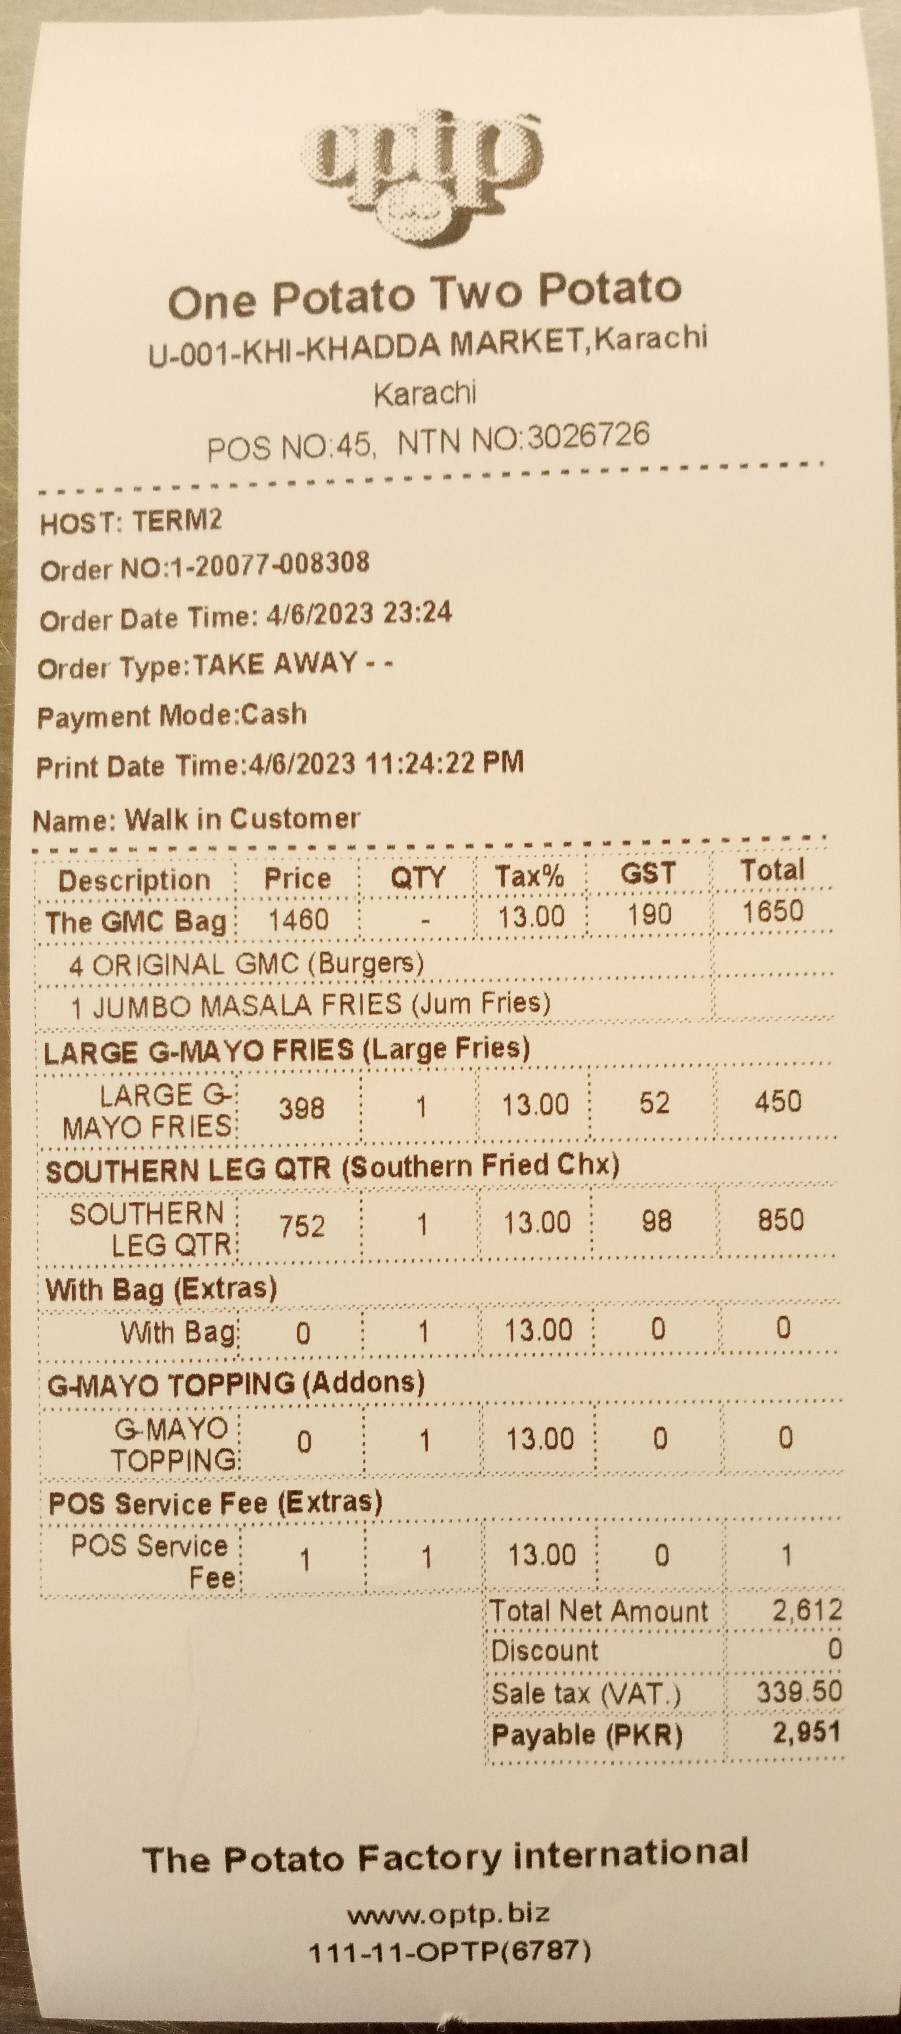 optp
One Potato Two Potato
U-001-KHI-KHADDA MARKET,Karachi
Karachi
POS NO:45, NTN NO:3026726
HOST: TERM2
Order NO:1-20077-008308
Order Date Time: 4/6/2023 23:24
Order Type:TAKE AWAY - -
Payment Mode:Cash
Print Date Time:4/6/2023 11:24:22 PM
Name: Walk in Customer
Description Price QTY Tax% GST Total
The GMC Bag 1460 - 13.00 190 1650
4 ORIGINAL GMC (Burgers)
1 JUMBO MASALA FRIES (Jum Fries)
LARGE G-MAYO FRIES (Large Fries)
LARGE G-
MAYO FRIES 398 1 13.00 52 450
SOUTHERN LEG QTR (Southern Fried Chx)
SOUTHERN
LEG QTR 752 1 13.00 98 850
With Bag (Extras)
With Bag 0 1 13.00 0 0
G-MAYO TOPPING (Addons)
G-MAYO
TOPPING 0 1 13.00 0 0
POS Service Fee (Extras)
POS Service
Fee 1 1 13.00 0 1
Total Net Amount 2,612
Discount 0
Sale tax (VAT.) 339.50
Payable (PKR) 2,951
The Potato Factory international
www.optp.biz
111-11-OPTP(6787)